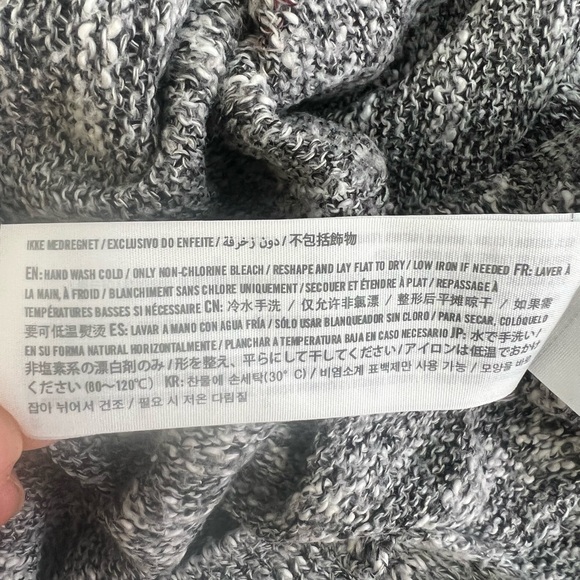 IKKE MEDREGNET / EXCLUSIVO DO ENFEITE / دون زخرفة / 不包括飾物
EN: HAND WASH COLD / ONLY NON-CHLORINE BLEACH / RESHAPE AND LAY FLAT TO DRY / LOW IRON IF NEEDED FR: LAVER À
LA MAIN, À FROID / BLANCHIMENT SANS CHLORE UNIQUEMENT / SECOUER ET ÉTENDRE À PLAT / REPASSAGE À
TEMPÉRATURES BASSES SI NÉCESSAIRE CN: 冷水手洗 / 仅允许非氯漂 / 整形后平摊晾干 / 如果需
要可低温熨烫 ES: LAVAR A MANO CON AGUA FRÍA / SÓLO USAR BLANQUEADOR SIN CLORO / PARA SECAR, COLÓQUELO
EN SU FORMA NATURAL HORIZONTALMENTE / PLANCHAR A TEMPERATURA BAJA EN CASO NECESARIO JP: 水で手洗い /
非塩素系の漂白剤のみ / 形を整え、平らにして干してください / アイロンは低温でおかけ
ください (80～120℃) KR: 찬물에 손세탁(30° C) / 비염소계 표백제만 사용 가능 / 모양을 바로
잡아 뉘어서 건조 / 필요 시 저온 다림질